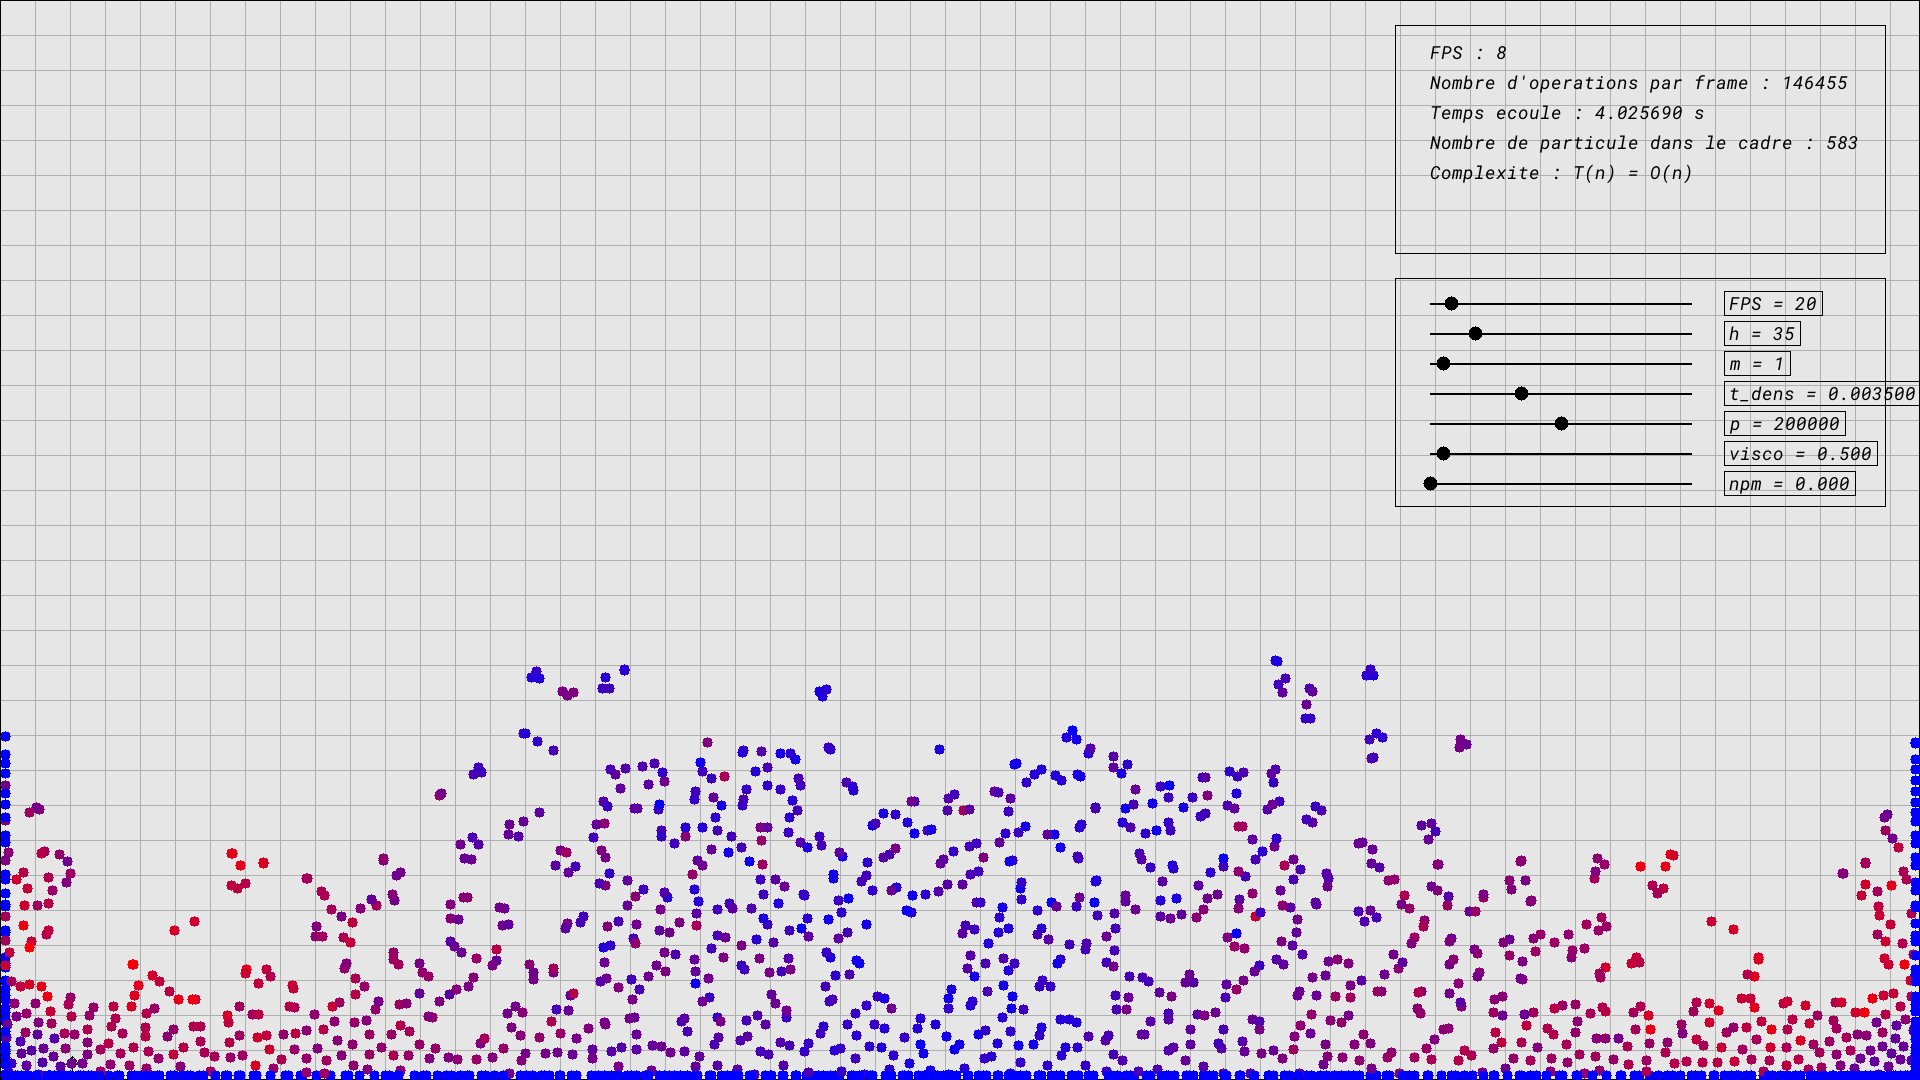 FPS : 8
Nombre d'operations par frame : 146455
Temps ecoule : 4.025690 s
Nombre de particule dans le cadre : 583
Complexite : T(n) = O(n)
FPS = 20
h = 35
m = 1
t_dens = 0.003500
p = 200000
visco = 0.500
npm = 0.000